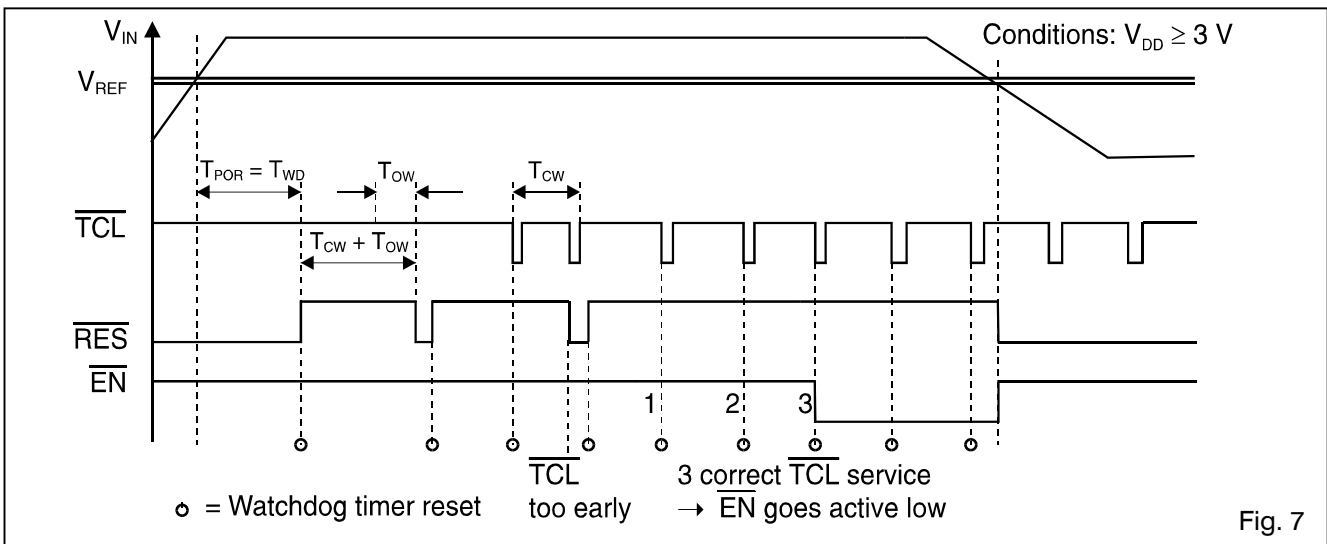 V_IN
Conditions: V_DD ≥ 3 V
V_REF
T_POR = T_WD
T_OW
T_CW
TCL
T_CW + T_OW
RES
EN
1 2 3
TCL 3 correct TCL service
= Watchdog timer reset too early → EN goes active low
Fig. 7